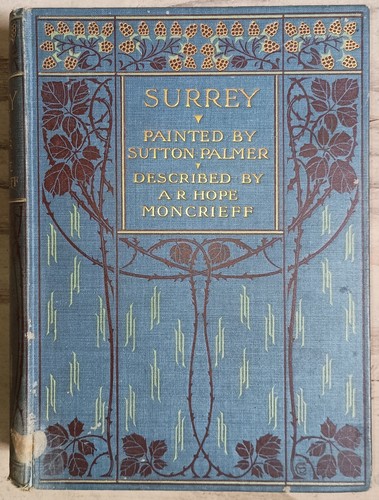 SURREY
PAINTED BY
SUTTON PALMER
DESCRIBED BY
A·R·HOPE
MONCRIEFF